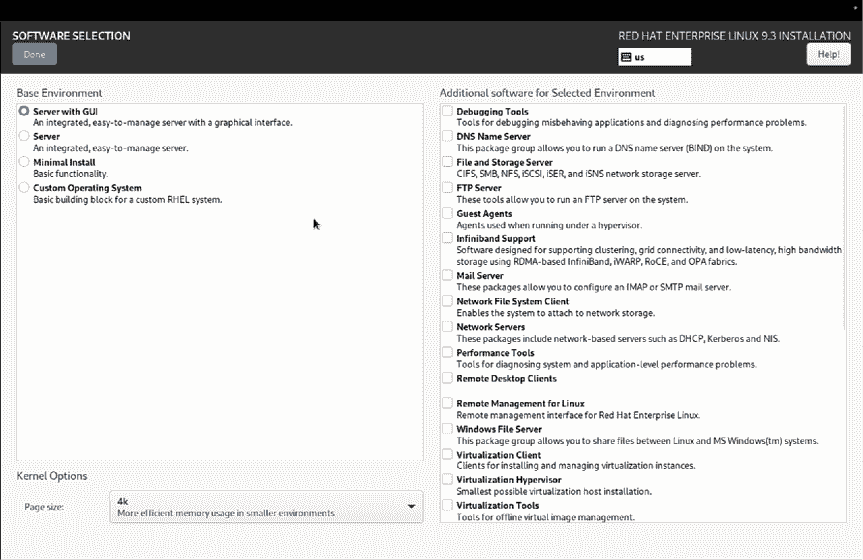 SOFTWARE SELECTION
RED HAT ENTERPRISE LINUX 9.3 INSTALLATION
Done
us
Help!
Base Environment
Server with GUI
An integrated, easy-to-manage server with a graphical interface.
Server
An integrated, easy-to-manage server.
Minimal Install
Basic functionality.
Custom Operating System
Basic building block for a custom RHEL system.
Kernel Options
Page size:
4k
More efficient memory usage in smaller environments
Additional software for Selected Environment
Debugging Tools
Tools for debugging misbehaving applications and diagnosing performance problems.
DNS Name Server
This package group allows you to run a DNS name server (BIND) on the system.
File and Storage Server
CIFS, SMB, NFS, iSCSI, iSER, and iSNS network storage server.
FTP Server
These tools allow you to run an FTP server on the system.
Guest Agents
Agents used when running under a hypervisor.
Infiniband Support
Software designed for supporting clustering, grid connectivity, and low-latency, high bandwidth
storage using RDMA-based InfiniBand, iWARP, RoCE, and OPA fabrics.
Mail Server
These packages allow you to configure an IMAP or SMTP mail server.
Network File System Client
Enables the system to attach to network storage.
Network Servers
These packages include network-based servers such as DHCP, Kerberos and NIS.
Performance Tools
Tools for diagnosing system and application-level performance problems.
Remote Desktop Clients
Remote Management for Linux
Remote management interface for Red Hat Enterprise Linux.
Windows File Server
This package group allows you to share files between Linux and MS Windows(tm) systems.
Virtualization Client
Clients for installing and managing virtualization instances.
Virtualization Hypervisor
Smallest possible virtualization host installation.
Virtualization Tools
Tools for offline virtual image management.